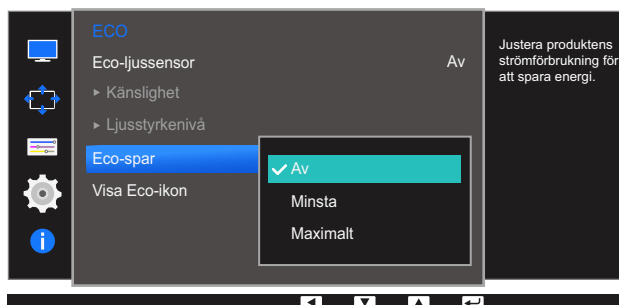 ECO
Eco-ljussensor Av
▸ Känslighet
▸ Ljusstyrkenivå
Eco-spar
Visa Eco-ikon
Av
Minsta
Maximalt
Justera produktens
strömförbrukning för
att spara energi.